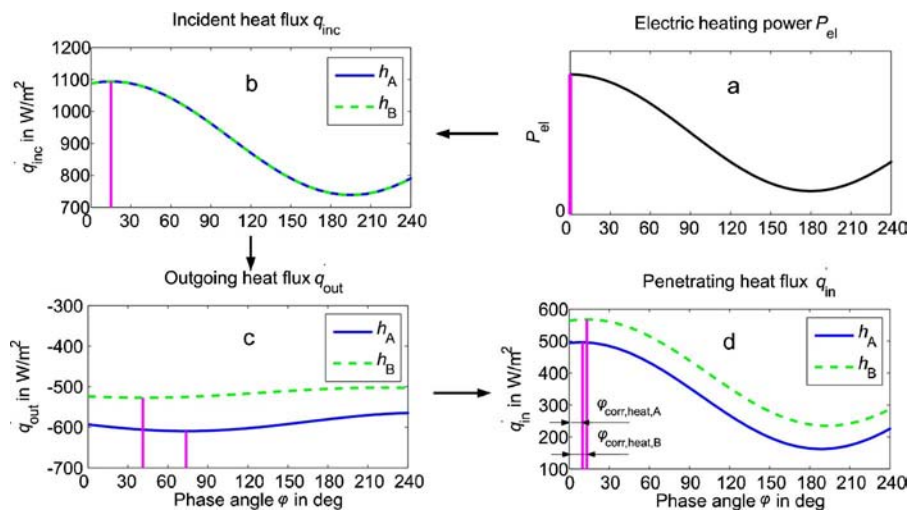 Incident heat flux q̇inc
1200
1100
1000
900
800
700
q̇inc in W/m²
b
hA
hB
0 30 60 90 120 150 180 210 240
Electric heating power Pel
Pel
0
a
0 30 60 90 120 150 180 210 240
Outgoing heat flux q̇out
-300
-400
-500
-600
-700
q̇out in W/m²
c
hA
hB
0 30 60 90 120 150 180 210 240
Phase angle φ in deg
Penetrating heat flux q̇in
600
500
400
300
200
100
q̇in in W/m²
d
hA
hB
φcorr,heat,A
φcorr,heat,B
0 30 60 90 120 150 180 210 240
Phase angle φ in deg